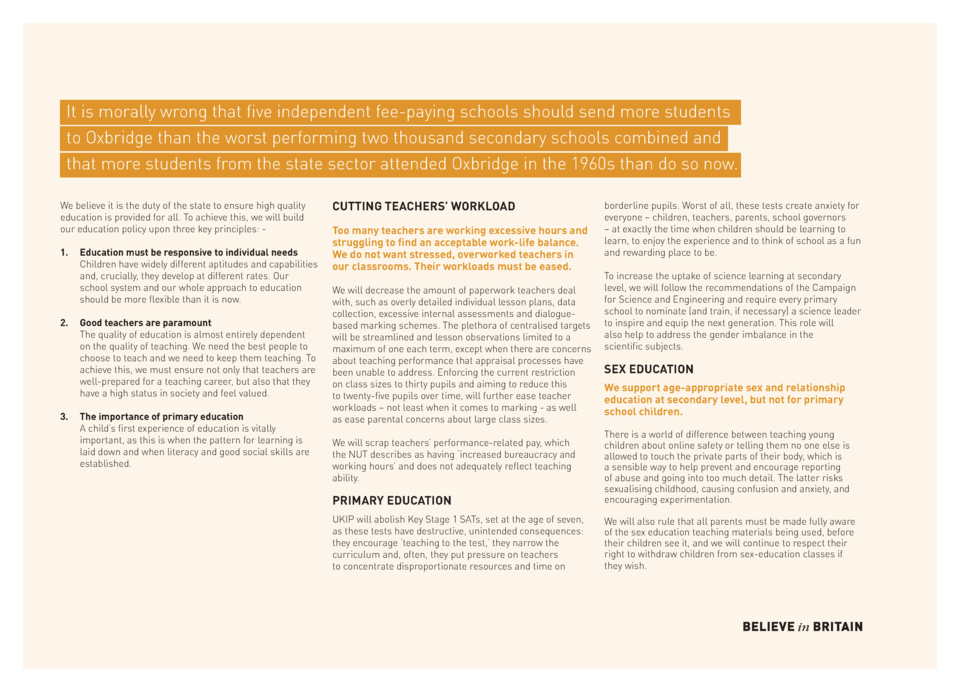 It is morally wrong that five independent fee-paying schools should send more students
to Oxbridge than the worst performing two thousand secondary schools combined and
that more students from the state sector attended Oxbridge in the 1960s than do so now.
We believe it is the duty of the state to ensure high quality
education is provided for all. To achieve this, we will build
our education policy upon three key principles: -
1. Education must be responsive to individual needs
Children have widely different aptitudes and capabilities
and, crucially, they develop at different rates. Our
school system and our whole approach to education
should be more flexible than it is now.
2. Good teachers are paramount
The quality of education is almost entirely dependent
on the quality of teaching. We need the best people to
choose to teach and we need to keep them teaching. To
achieve this, we must ensure not only that teachers are
well-prepared for a teaching career, but also that they
have a high status in society and feel valued.
3. The importance of primary education
A child's first experience of education is vitally
important, as this is when the pattern for learning is
laid down and when literacy and good social skills are
established.
CUTTING TEACHERS' WORKLOAD
Too many teachers are working excessive hours and
struggling to find an acceptable work-life balance.
We do not want stressed, overworked teachers in
our classrooms. Their workloads must be eased.
We will decrease the amount of paperwork teachers deal
with, such as overly detailed individual lesson plans, data
collection, excessive internal assessments and dialogue-
based marking schemes. The plethora of centralised targets
will be streamlined and lesson observations limited to a
maximum of one each term, except when there are concerns
about teaching performance that appraisal processes have
been unable to address. Enforcing the current restriction
on class sizes to thirty pupils and aiming to reduce this
to twenty-five pupils over time, will further ease teacher
workloads – not least when it comes to marking - as well
as ease parental concerns about large class sizes.
We will scrap teachers' performance-related pay, which
the NUT describes as having 'increased bureaucracy and
working hours' and does not adequately reflect teaching
ability.
PRIMARY EDUCATION
UKIP will abolish Key Stage 1 SATs, set at the age of seven,
as these tests have destructive, unintended consequences:
they encourage 'teaching to the test,' they narrow the
curriculum and, often, they put pressure on teachers
to concentrate disproportionate resources and time on
borderline pupils. Worst of all, these tests create anxiety for
everyone – children, teachers, parents, school governors
– at exactly the time when children should be learning to
learn, to enjoy the experience and to think of school as a fun
and rewarding place to be.
To increase the uptake of science learning at secondary
level, we will follow the recommendations of the Campaign
for Science and Engineering and require every primary
school to nominate (and train, if necessary) a science leader
to inspire and equip the next generation. This role will
also help to address the gender imbalance in the
scientific subjects.
SEX EDUCATION
We support age-appropriate sex and relationship
education at secondary level, but not for primary
school children.
There is a world of difference between teaching young
children about online safety or telling them no one else is
allowed to touch the private parts of their body, which is
a sensible way to help prevent and encourage reporting
of abuse and going into too much detail. The latter risks
sexualising childhood, causing confusion and anxiety, and
encouraging experimentation.
We will also rule that all parents must be made fully aware
of the sex education teaching materials being used, before
their children see it, and we will continue to respect their
right to withdraw children from sex-education classes if
they wish.
BELIEVE in BRITAIN